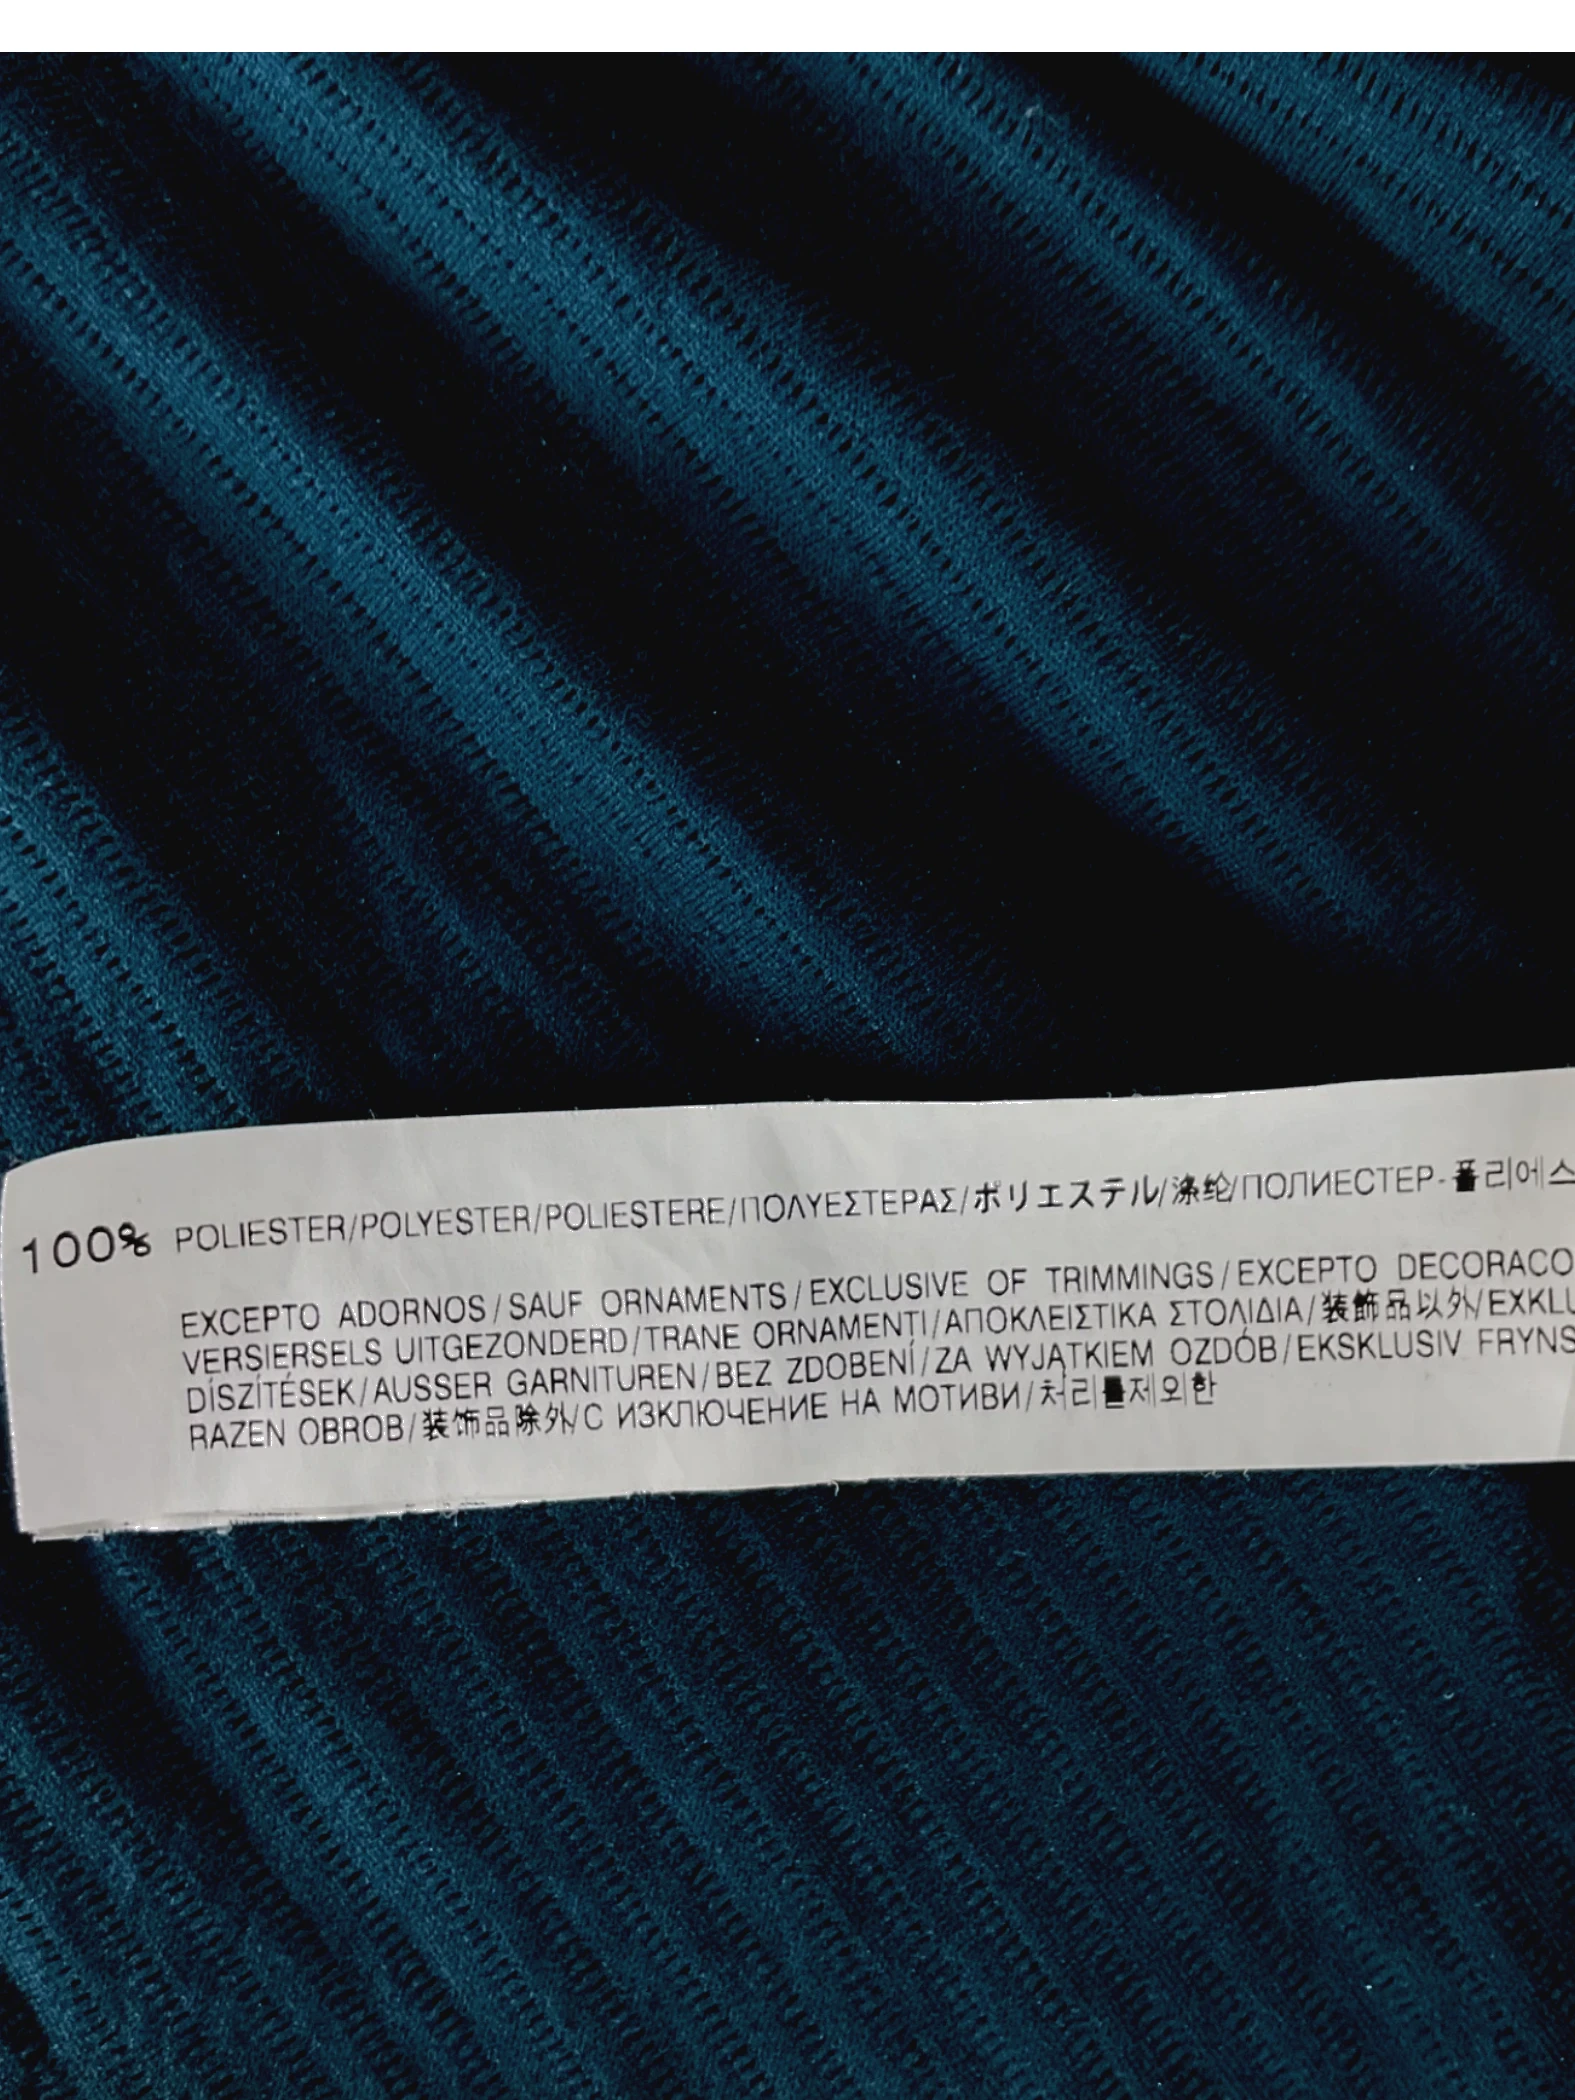 100% POLIESTER/POLYESTER/POLIESTERE/ΠΟΛΥΕΣΤΕΡΑΣ/ポリエステル/涤纶/ПОЛИЕСТЕР-폴리에스
EXCEPTO ADORNOS/SAUF ORNAMENTS/EXCLUSIVE OF TRIMMINGS/EXCEPTO DECORACO
VERSIERSELS UITGEZONDERD/TRANE ORNAMENTI/ΑΠΟΚΛΕΙΣΤΙΚΑ ΣΤΟΛΙΔΙΑ/装飾品以外/EXKLU
DÍSZÍTÉSEK/AUSSER GARNITUREN/BEZ ZDOBENÍ/ZA WYJĄTKIEM OZDÓB/EKSKLUSIV FRYNS
RAZEN OBROB/装饰品除外/С ИЗКЛЮЧЕНИЕ НА МОТИВИ/처리를제외한